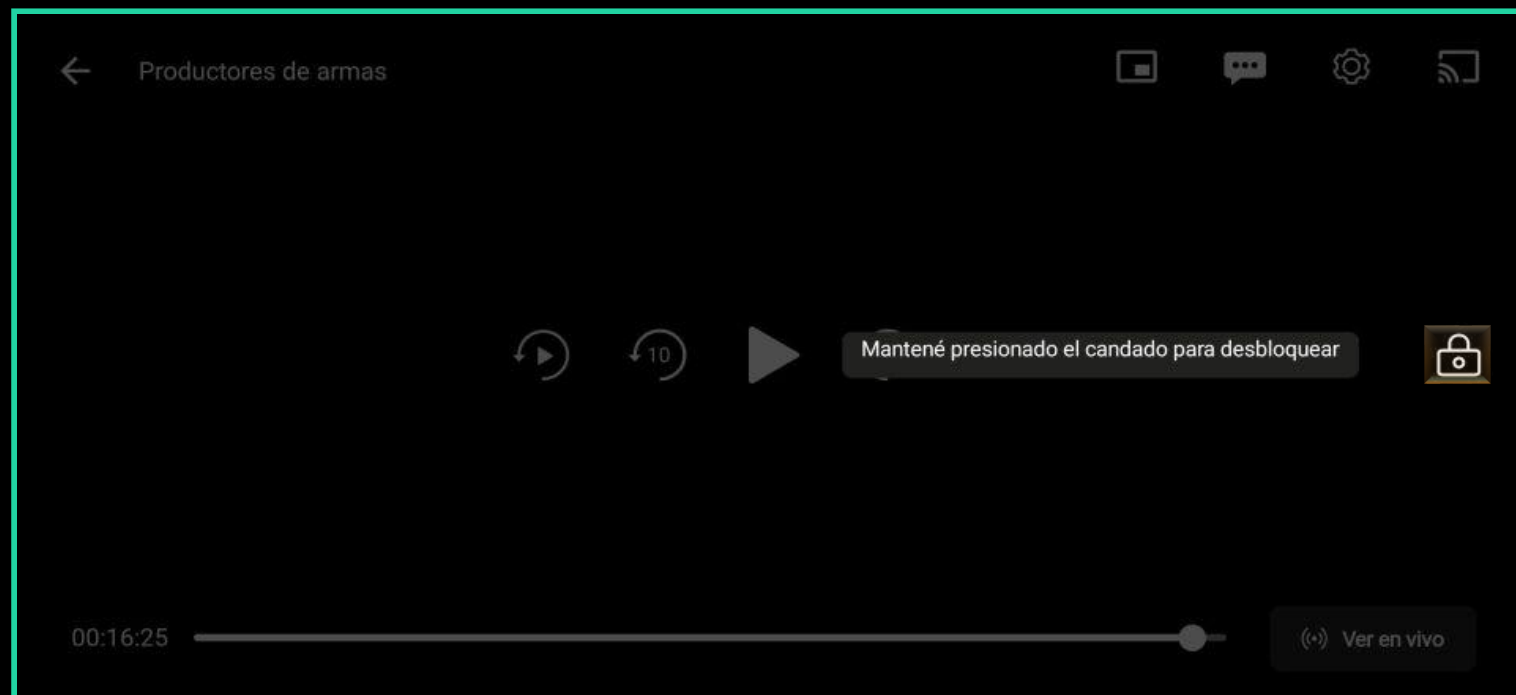 Productores de armas
10
Mantené presionado el candado para desbloquear
00:16:25
Ver en vivo